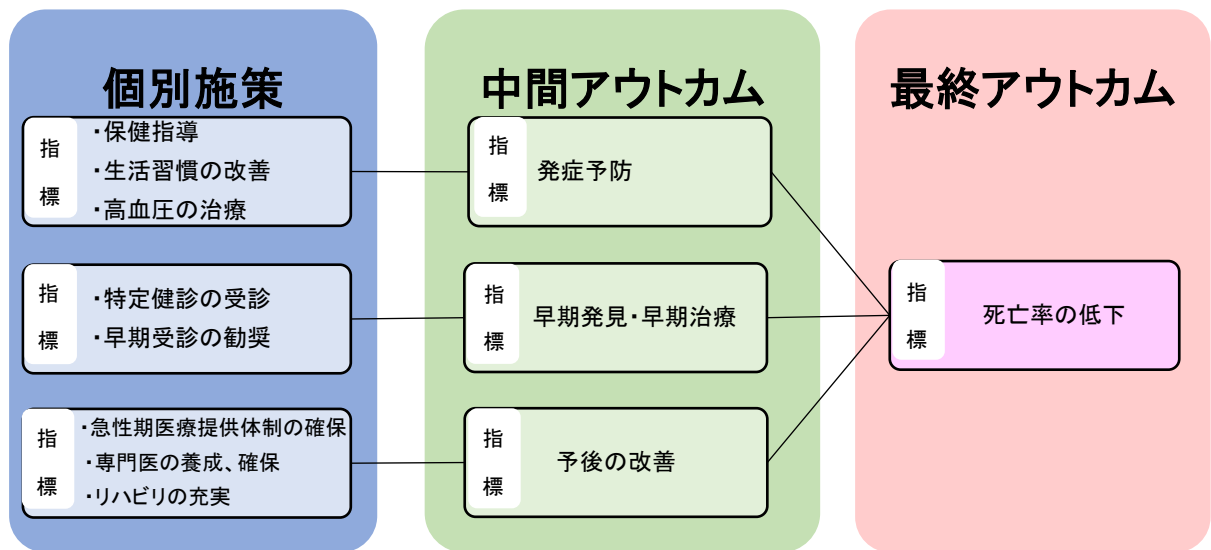 個別施策
指
標
・保健指導
・生活習慣の改善
・高血圧の治療
指
標
・特定健診の受診
・早期受診の勧奨
指
標
・急性期医療提供体制の確保
・専門医の養成、確保
・リハビリの充実
中間アウトカム
指
標
発症予防
指
標
早期発見・早期治療
指
標
予後の改善
最終アウトカム
指
標
死亡率の低下